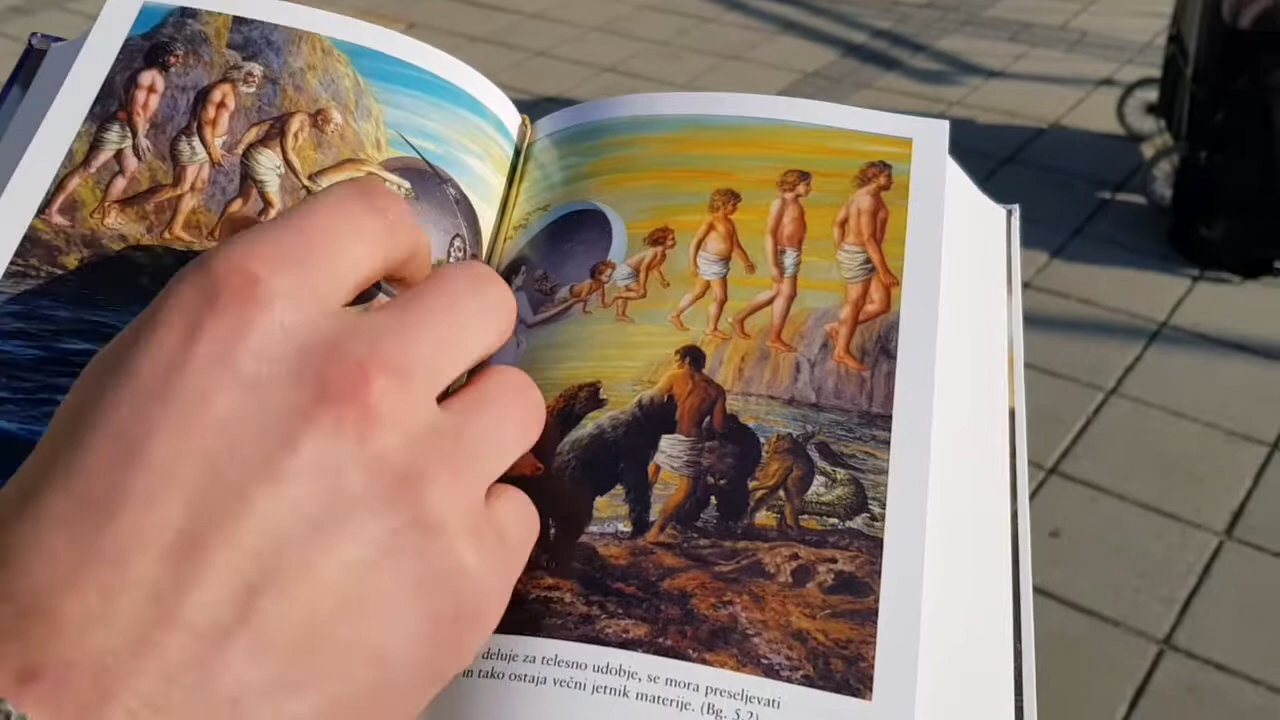 deluje za telesno udobje, se mora preseljevati
in tako ostaja večni jetnik materije. (Bg. 5.2)